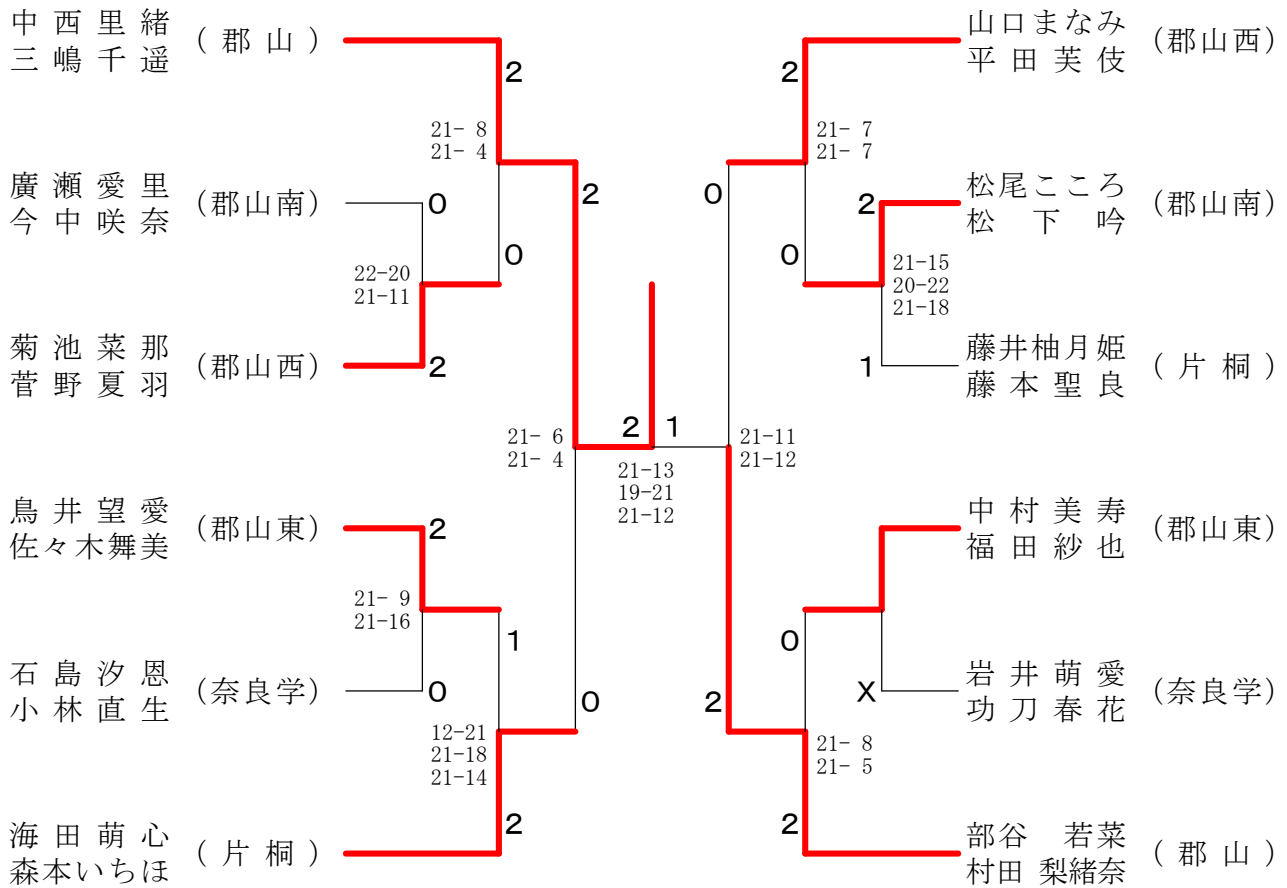 中西里緒
三嶋千遥
(郡山)
2
21- 8
21- 4
廣瀬愛里
今中咲奈
(郡山南)
0
0
22-20
21-11
菊池菜那
菅野夏羽
(郡山西)
2
2
21- 6
21- 4
鳥井望愛
佐々木舞美
(郡山東)
2
21- 9
21-16
1
石島汐恩
小林直生
(奈良学)
0
0
12-21
21-18
21-14
海田萌心
森本いちほ
(片桐)
2
2
1
21-13
19-21
21-12
山口まなみ
平田芙伎
(郡山西)
2
21- 7
21- 7
0
松尾こころ
松下吟
(郡山南)
2
0
21-15
20-22
21-18
藤井柚月姫
藤本聖良
(片桐)
1
21-11
21-12
中村美寿
福田紗也
(郡山東)
0
岩井萌愛
功刀春花
(奈良学)
X
2
21- 8
21- 5
部谷 若菜
村田 梨緒奈
(郡山)
2